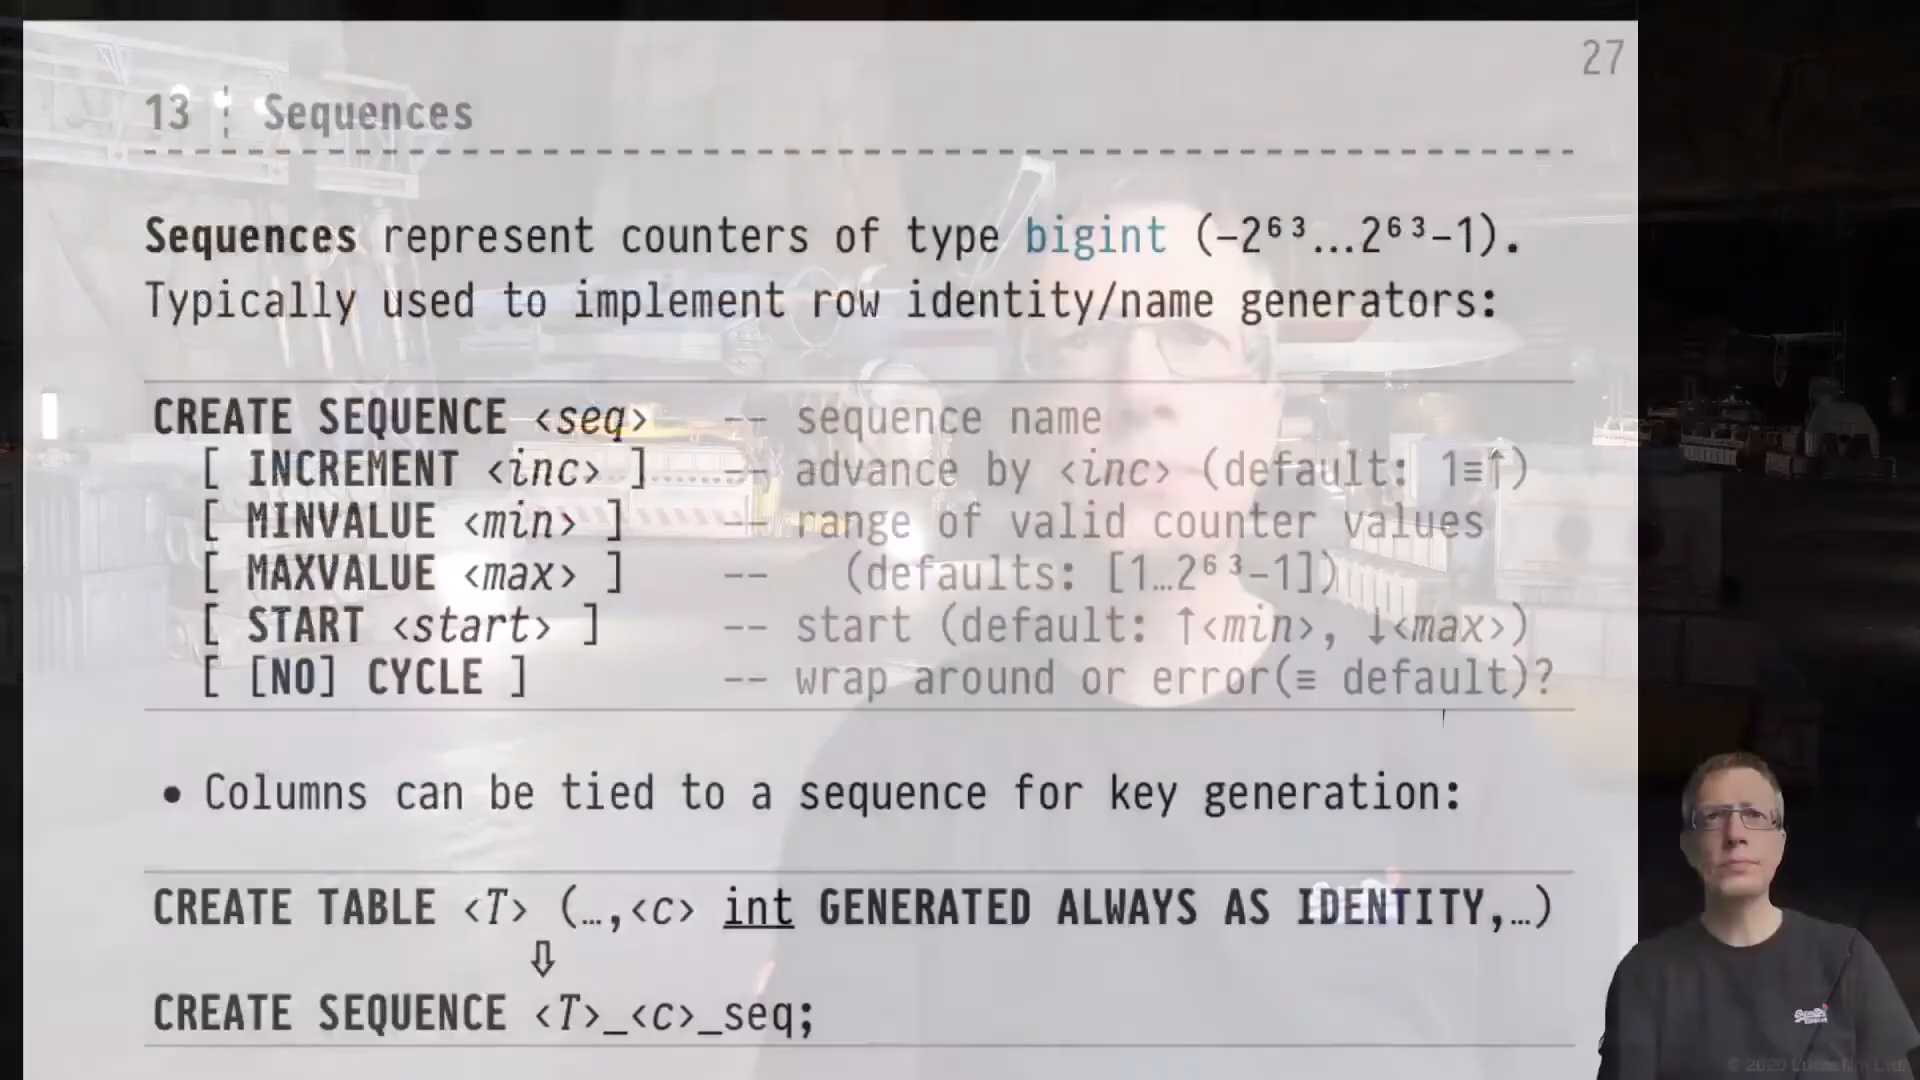 27
13 ¦ Sequences
Sequences represent counters of type bigint (−2⁶³...2⁶³−1).
Typically used to implement row identity/name generators:
CREATE SEQUENCE <seq> -- sequence name
[ INCREMENT <inc> ] -- advance by <inc> (default: 1≡↑)
[ MINVALUE <min> ] -- range of valid counter values
[ MAXVALUE <max> ] -- (defaults: [1…2⁶³−1])
[ START <start> ] -- start (default: ↑<min>, ↓<max>)
[ [NO] CYCLE ] -- wrap around or error(≡ default)?
• Columns can be tied to a sequence for key generation:
CREATE TABLE <T> (…,<c> int GENERATED ALWAYS AS IDENTITY,…)
⇩
CREATE SEQUENCE <T>_<c>_seq;
© 2020 Lucasfilm Ltd.